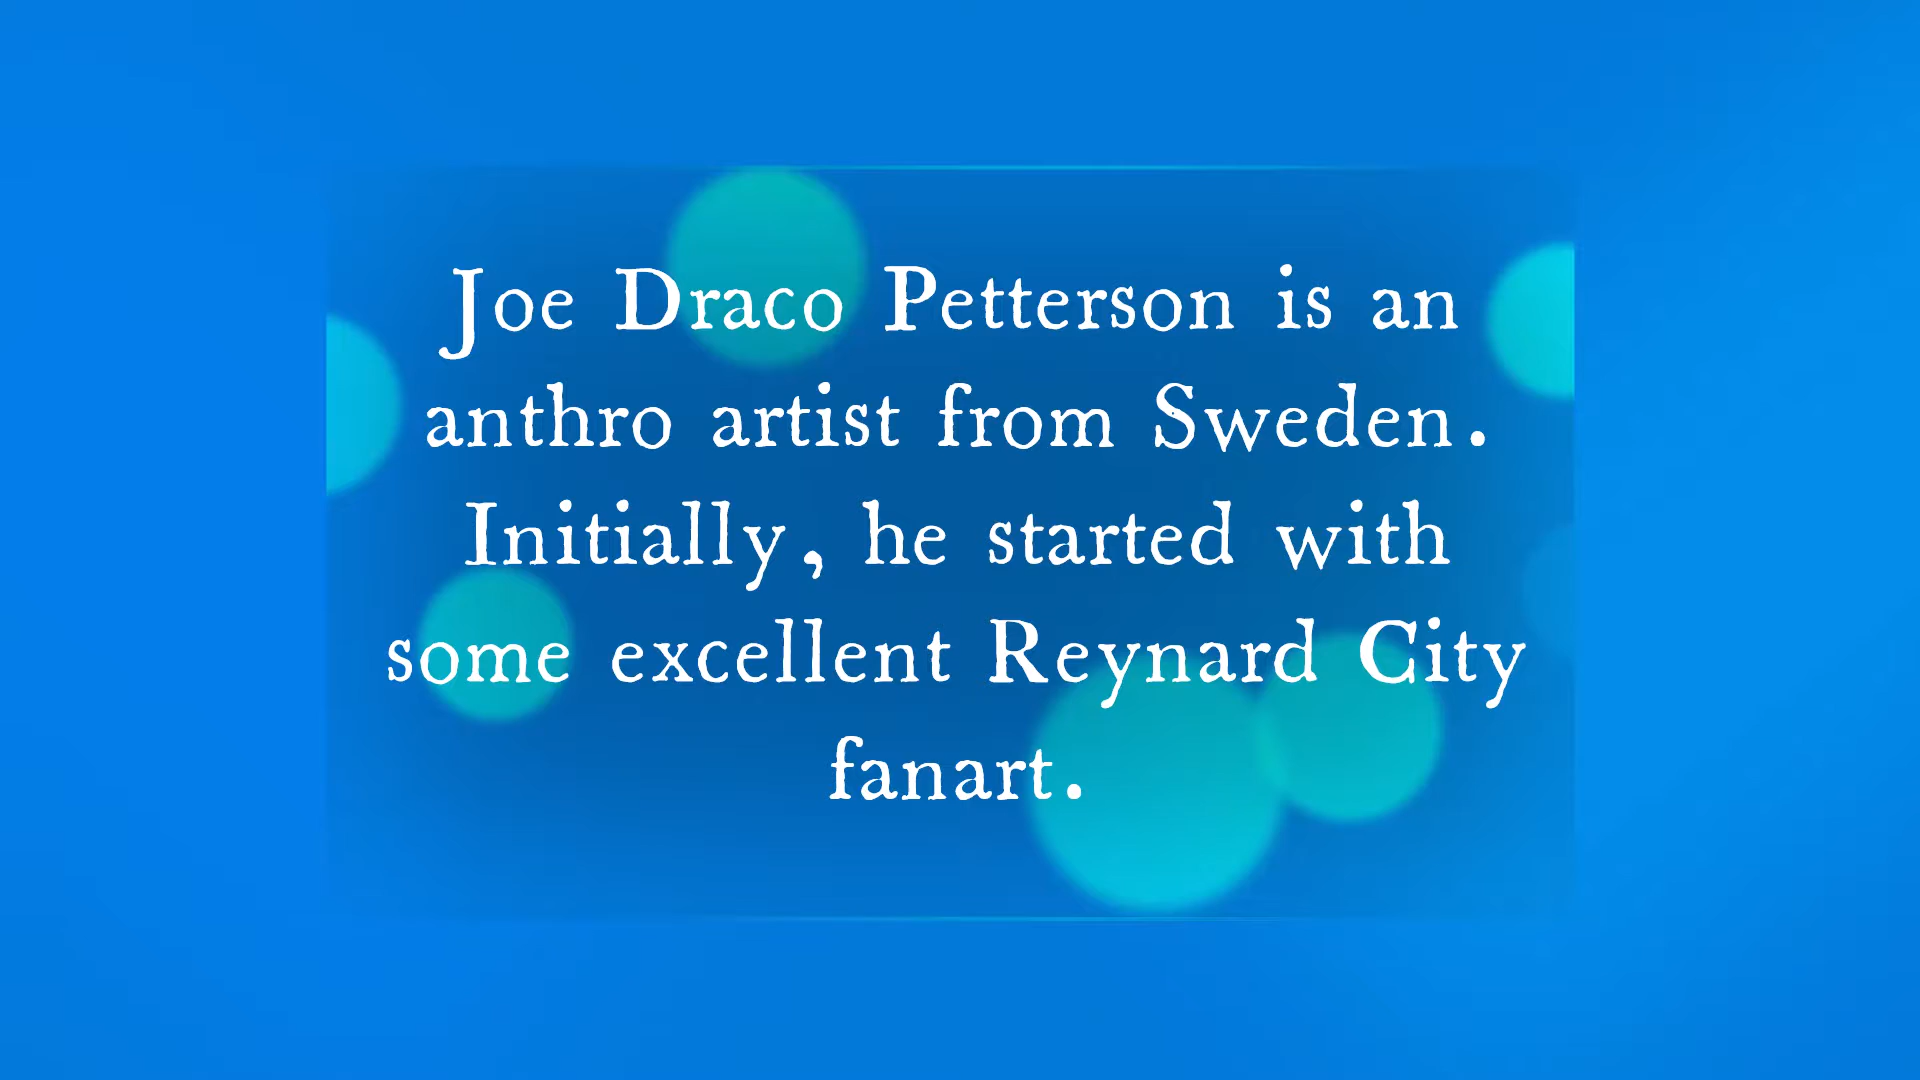 Joe Draco Petterson is an
anthro artist from Sweden.
Initially, he started with
some excellent Reynard City
fanart.